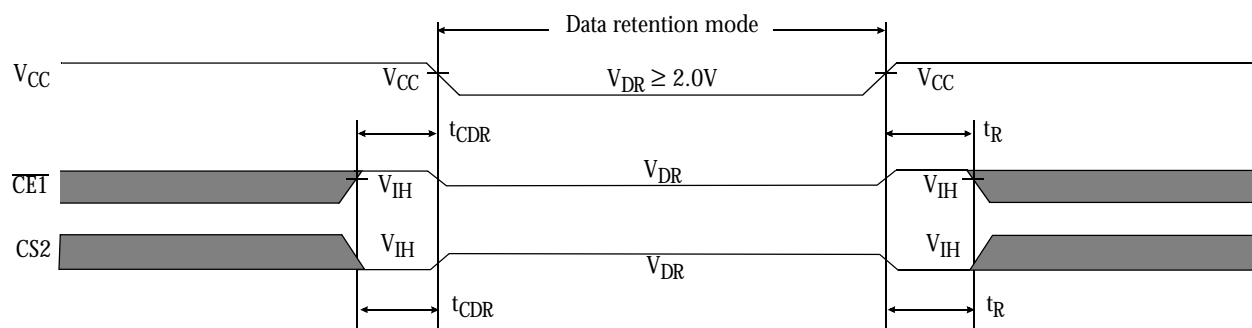 Data retention mode
VCC VCC VDR ≥ 2.0V VCC
tCDR tR
CE1 VIH VDR VIH
CS2 VIH VDR VIH
tCDR tR